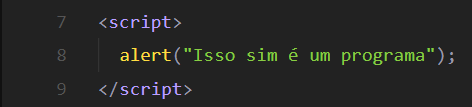 7 <script>
8 alert("Isso sim é um programa");
9 </script>